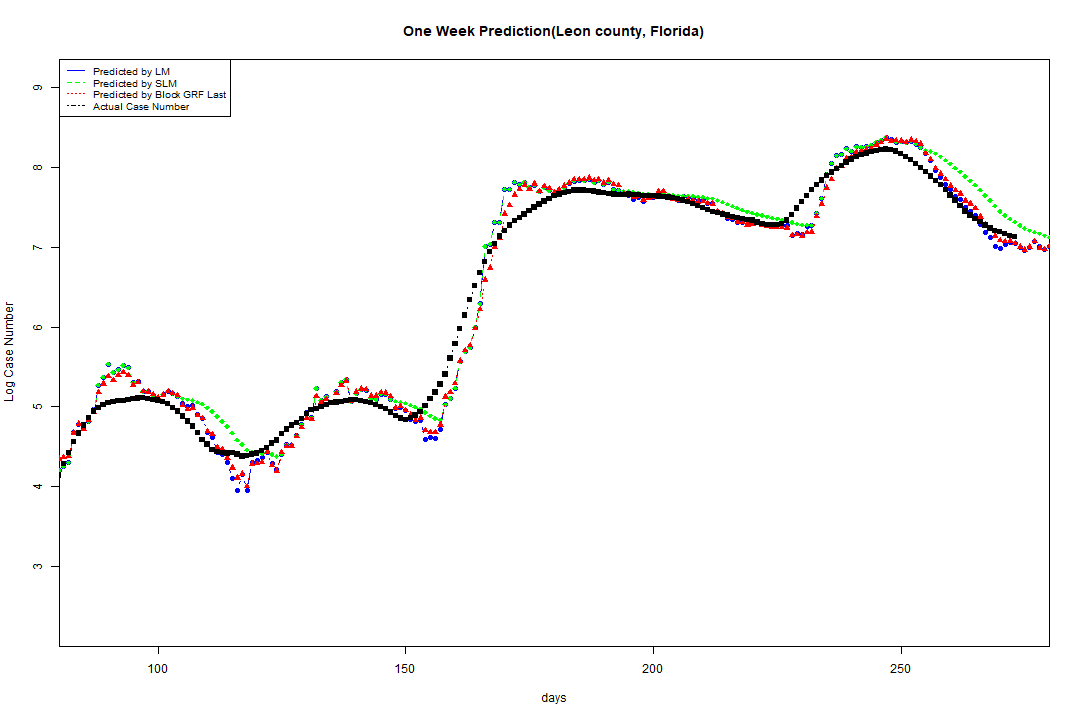 One Week Prediction(Leon county, Florida)
Predicted by LM
Predicted by SLM
Predicted by Block GRF Last
Actual Case Number
9
8
7
6
5
4
3
Log Case Number
100 150 200 250
days